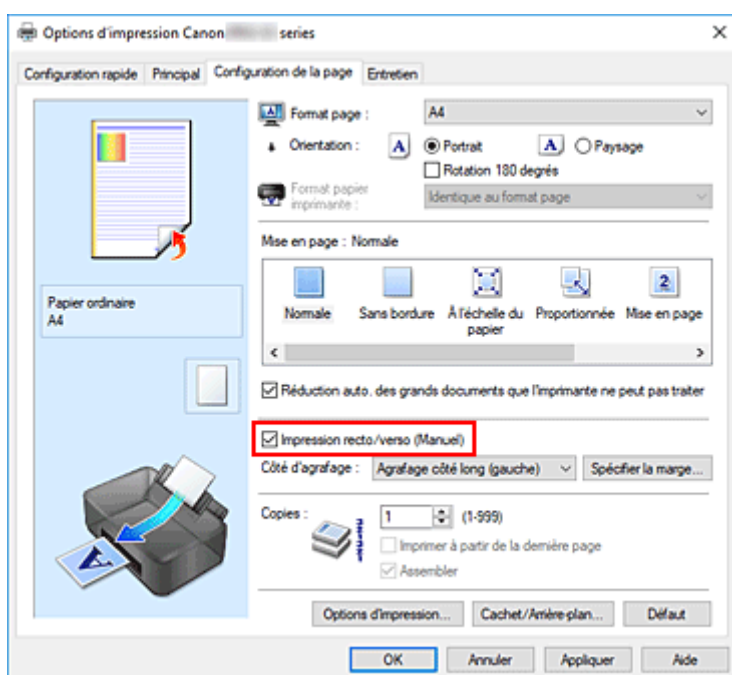 Options d'impression Canon series
Configuration rapide Principal Configuration de la page Entretien
Format page : A4
Orientation : A Portrait A Paysage
Rotation 180 degrés
Format papier imprimante : Identique au format page
Mise en page : Normale
2
Normale Sans bordure À l'échelle du papier Proportionnée Mise en page
Papier ordinaire
A4
Réduction auto. des grands documents que l'imprimante ne peut pas traiter
Impression recto/verso (Manuel)
Côté d'agrafage : Agrafage côté long (gauche) Spécifier la marge...
Copies : 1 (1-999)
Imprimer à partir de la dernière page
Assembler
A
Options d'impression... Cachet/Arrière-plan... Défaut
OK Annuler Appliquer Aide